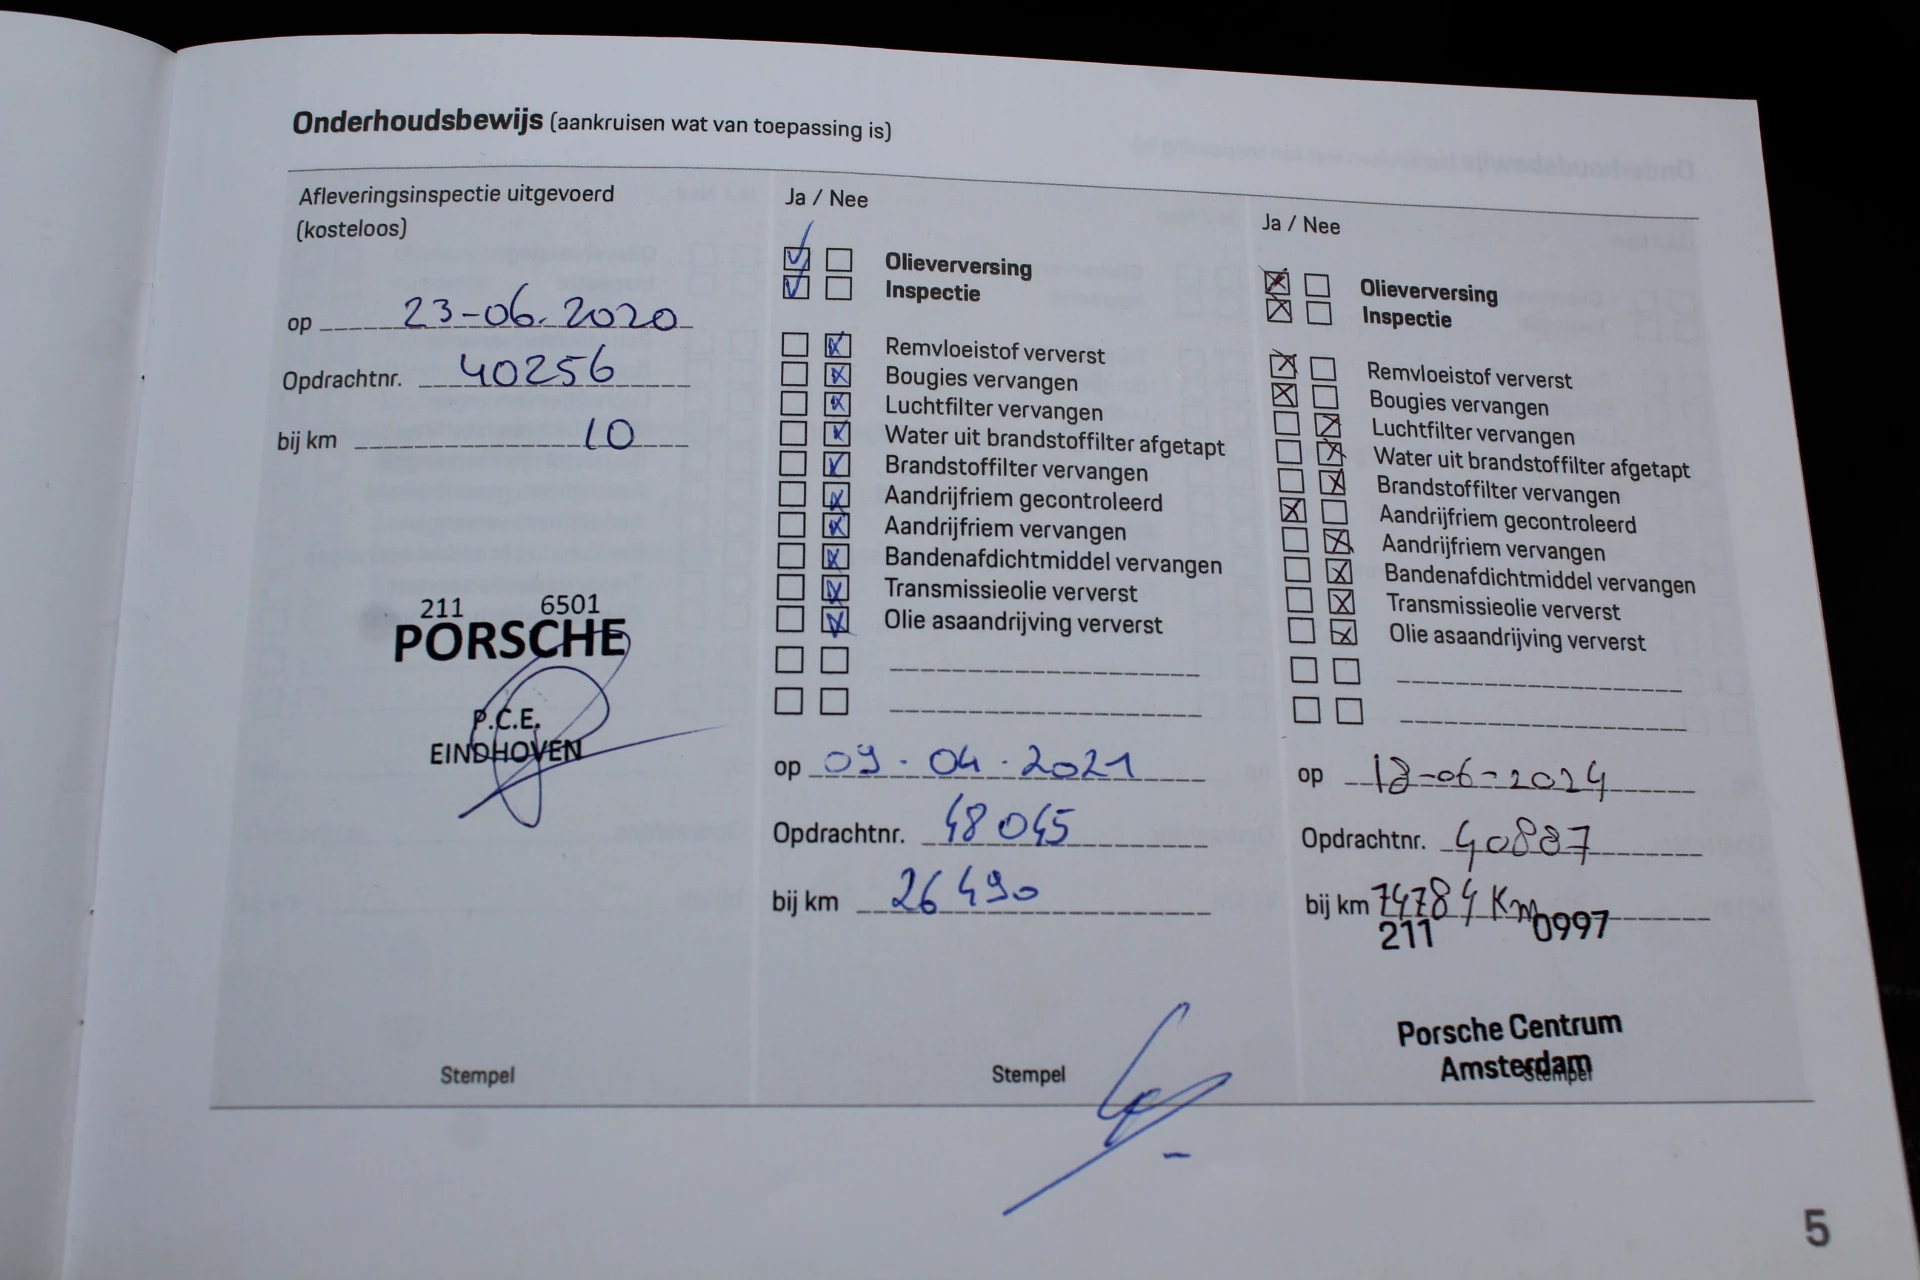 Onderhoudsbewijs (aankruisen wat van toepassing is)
Afleveringsinspectie uitgevoerd
(kosteloos)
op 23-06-2020
Opdrachtnr. 40256
bij km 10
211 6501
PORSCHE
P.C.E.
EINDHOVEN
Stempel
Ja / Nee
Olieverversing
Inspectie
Remvloeistof ververst
Bougies vervangen
Luchtfilter vervangen
Water uit brandstoffilter afgetapt
Brandstoffilter vervangen
Aandrijfriem gecontroleerd
Aandrijfriem vervangen
Bandenafdichtmiddel vervangen
Transmissieolie ververst
Olie asaandrijving ververst
op 09-04-2021
Opdrachtnr. 48045
bij km 26490
Stempel
Ja / Nee
Olieverversing
Inspectie
Remvloeistof ververst
Bougies vervangen
Luchtfilter vervangen
Water uit brandstoffilter afgetapt
Brandstoffilter vervangen
Aandrijfriem gecontroleerd
Aandrijfriem vervangen
Bandenafdichtmiddel vervangen
Transmissieolie ververst
Olie asaandrijving ververst
op 18-06-2024
Opdrachtnr. 40887
bij km 74784 Km
211 0997
Porsche Centrum
Amsterdam
Stempel
5